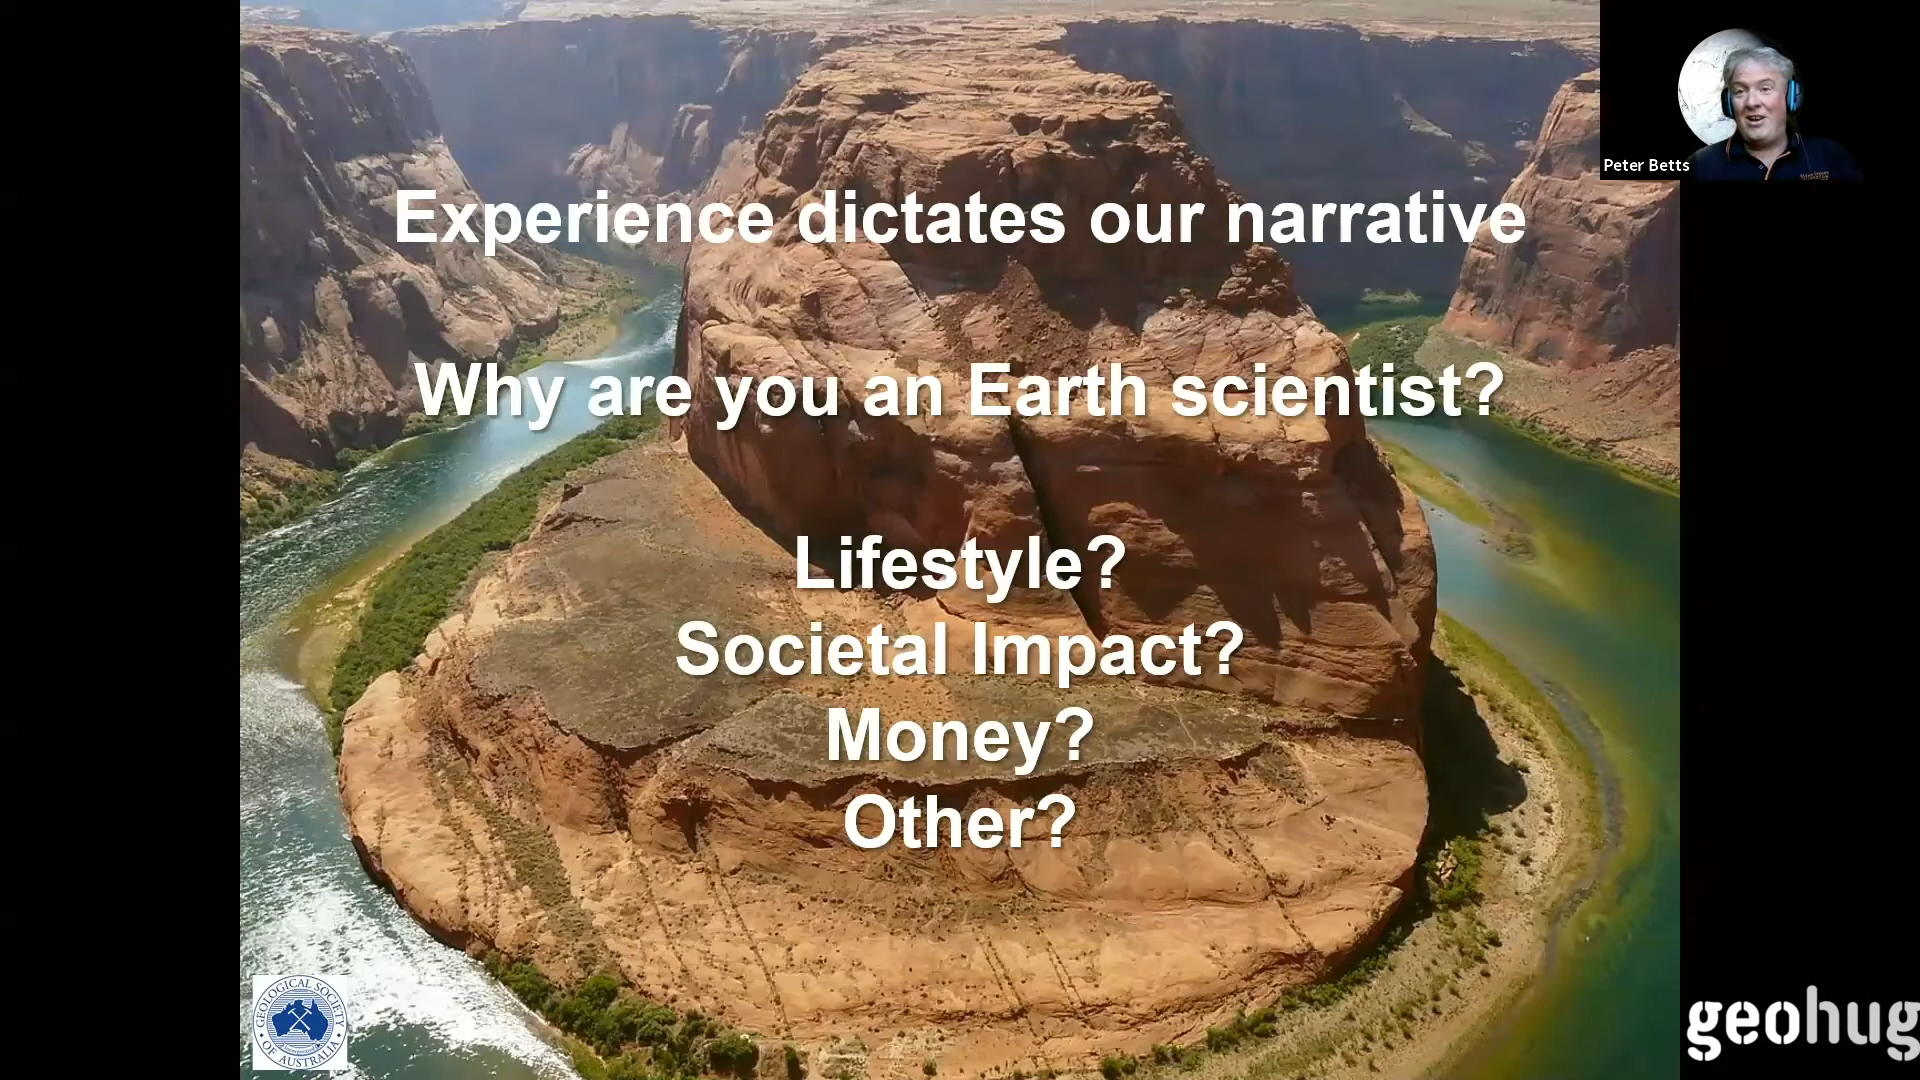 Peter Betts
Experience dictates our narrative
Why are you an Earth scientist?
Lifestyle?
Societal Impact?
Money?
Other?
GEOLOGICAL SOCIETY
OF AUSTRALIA
geohug